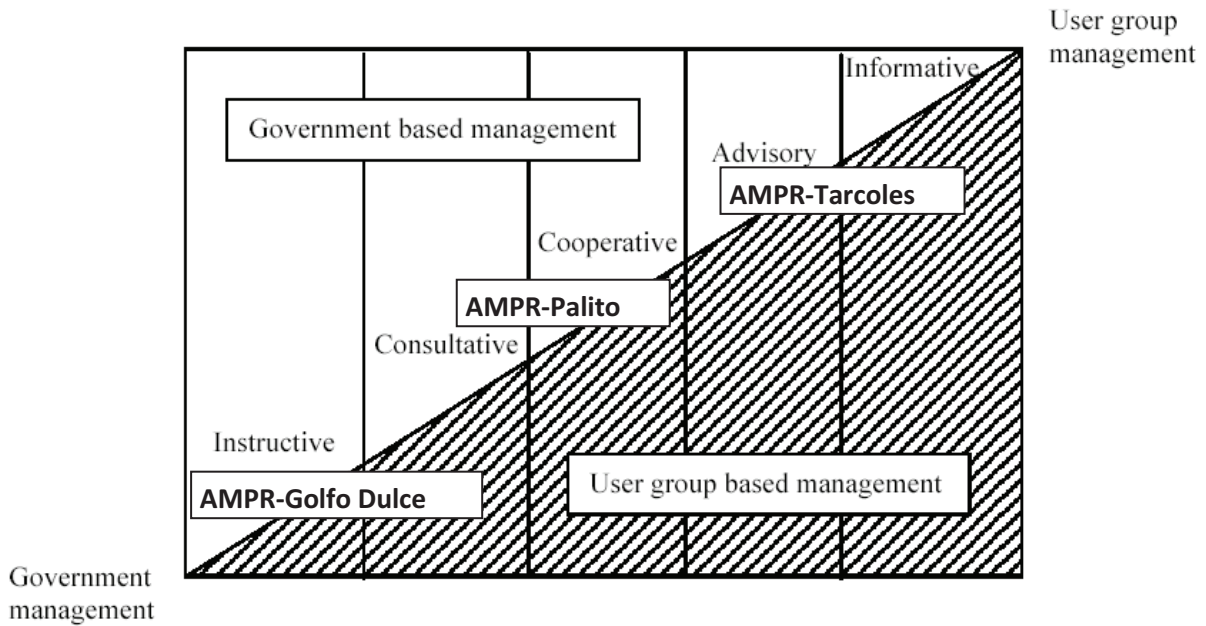 User group
management
Informative
Government based management
Advisory
AMPR-Tarcoles
Cooperative
AMPR-Palito
Consultative
Instructive
AMPR-Golfo Dulce
User group based management
Government
management